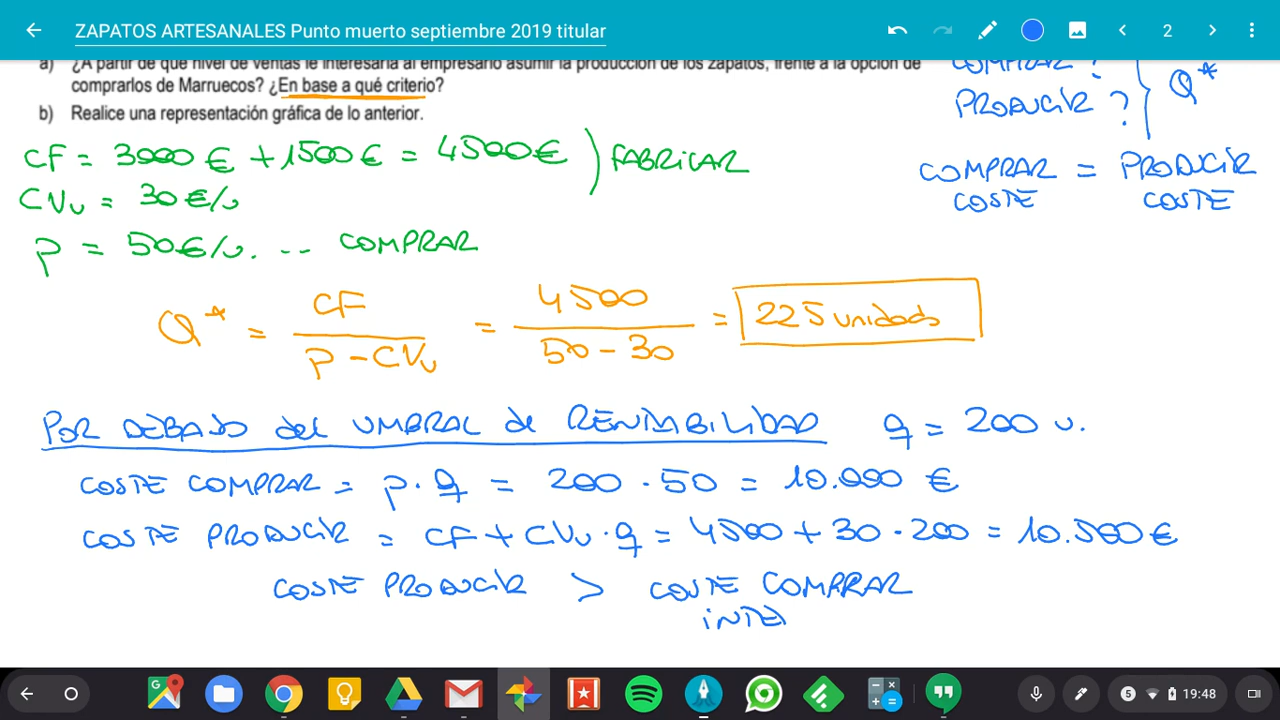 ZAPATOS ARTESANALES Punto muerto septiembre 2019 titular
2
a) ¿A partir de qué nivel de ventas le interesaría al empresario asumir la producción de los zapatos, frente a la opción de
comprarlos de Marruecos? ¿En base a qué criterio?
b) Realice una representación gráfica de lo anterior.
COMPRAR ?
PRODUCIR ?
Q*
COMPRAR = PRODUCIR
COSTE COSTE
CF = 3000 € + 1500 € = 4500 € ) FABRICAR
CVu = 30 €/u
P = 50 €/u. -- COMPRAR
Q* = CF / P - CVu = 4500 / 50 - 30 = 225 unidads
POR DEBAJO del UMBRAL de RENTABILIDAD q = 200 u.
COSTE COMPRAR = p . q = 200 . 50 = 10.000 €
COSTE PRODUCIR = CF + CVu . q = 4500 + 30 . 200 = 10.500 €
COSTE PRODUCIR > COSTE COMPRAR
INTE
5 19:48